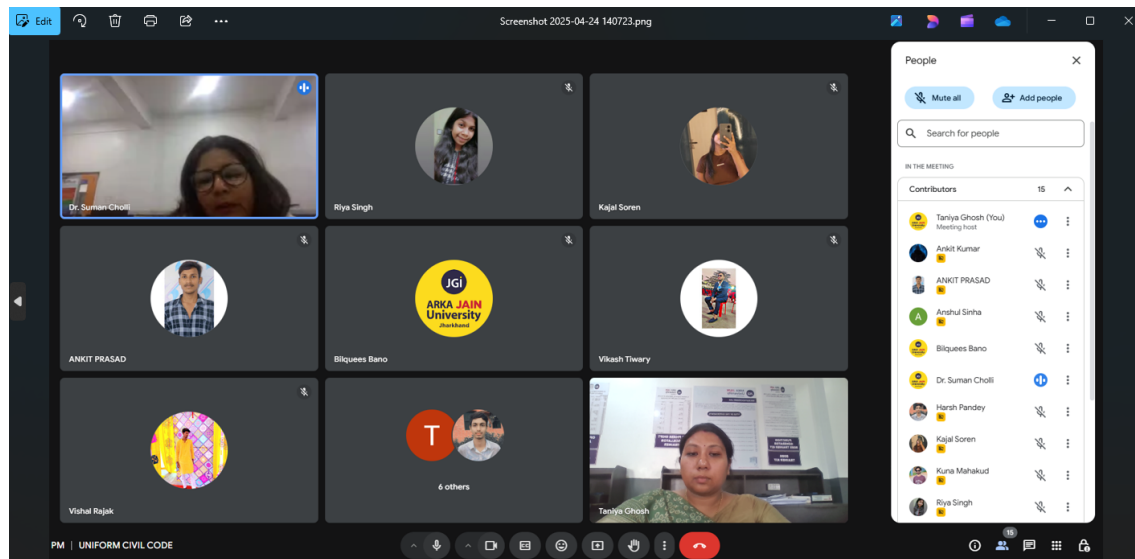 Edit
Screenshot 2025-04-24 140723.png
Dr. Suman Cholli
Riya Singh
Kajal Soren
ANKIT PRASAD
JGi
ARKA JAIN
University
Jharkhand
Bilquees Bano
Vikash Tiwary
Vishal Rajak
T
6 others
Taniya Ghosh
PM | UNIFORM CIVIL CODE
People
Mute all
Add people
Search for people
IN THE MEETING
Contributors 15
Taniya Ghosh (You)
Meeting host
Ankit Kumar
ANKIT PRASAD
A
Anshul Sinha
Bilquees Bano
Dr. Suman Cholli
Harsh Pandey
Kajal Soren
Kuna Mahakud
Riya Singh
15